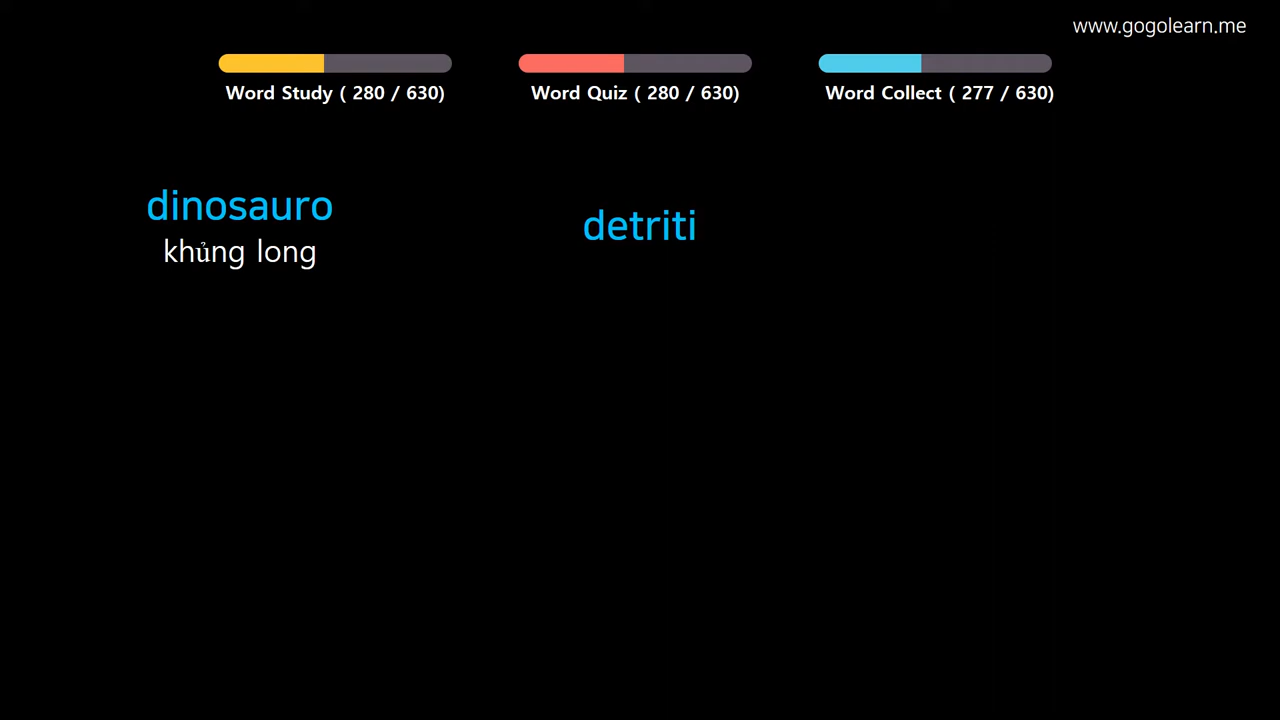 www.gogolearn.me
Word Study ( 280 / 630)
Word Quiz ( 280 / 630)
Word Collect ( 277 / 630)
dinosauro
khủng long
detriti